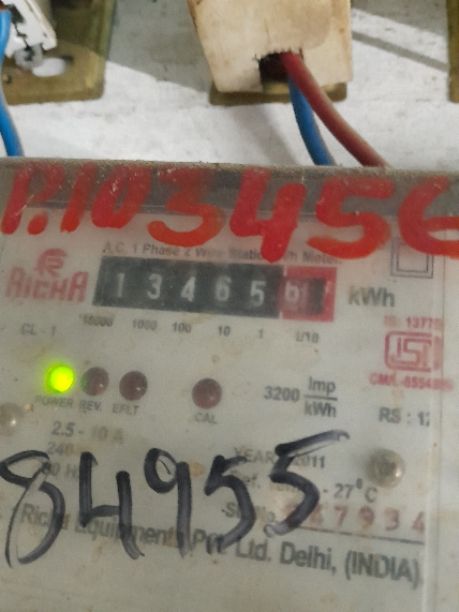 P.103456
A.C. 1 Phase 2 Wire Static Wh Meter
RICHA
13465 kWh
CL - 1 10000 1000 100 10 1 1/10
3200 Imp/kWh
POWER REV. EFLT CAL
2.5 - 10 A
YEAR 2011
27°C
84955
Richa Equipments Pvt. Ltd. Delhi, (INDIA)